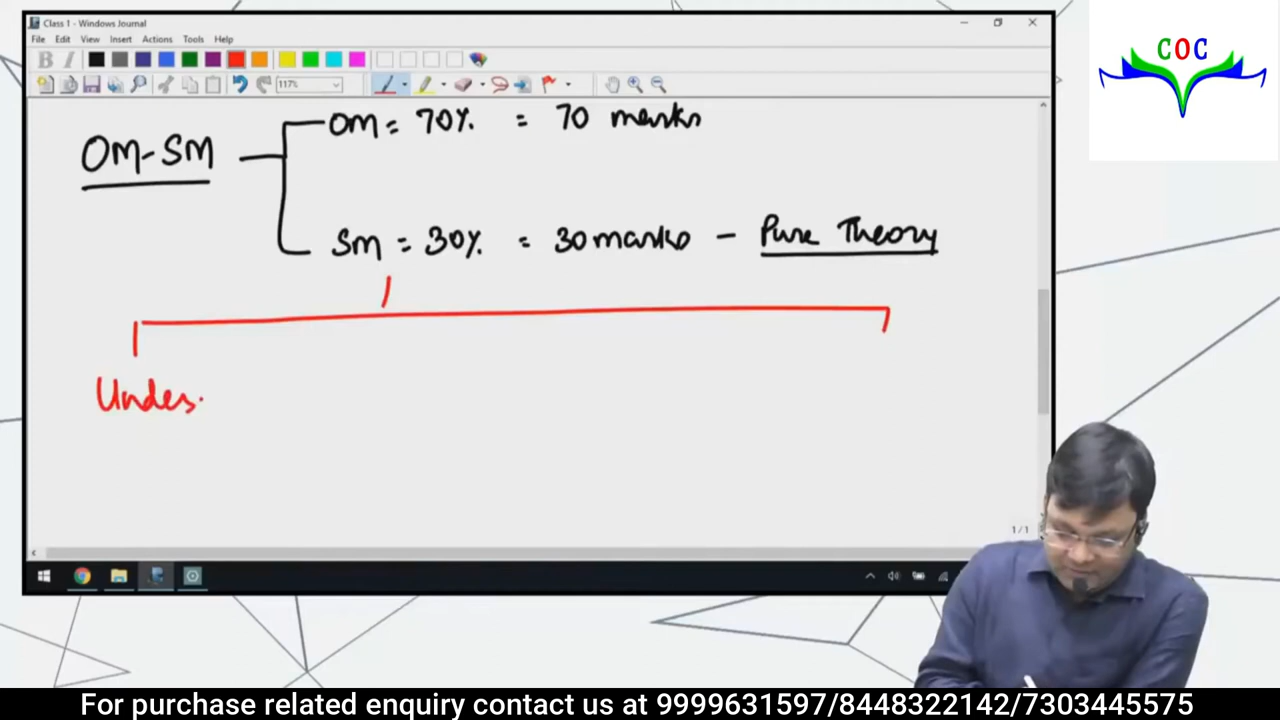 Class 1 - Windows Journal
File Edit View Insert Actions Tools Help
COC
B I
117%
OM = 70% = 70 marks
OM-SM
SM = 30% = 30 marks - Pure Theory
Under
1/1
For purchase related enquiry contact us at 9999631597/8448322142/7303445575